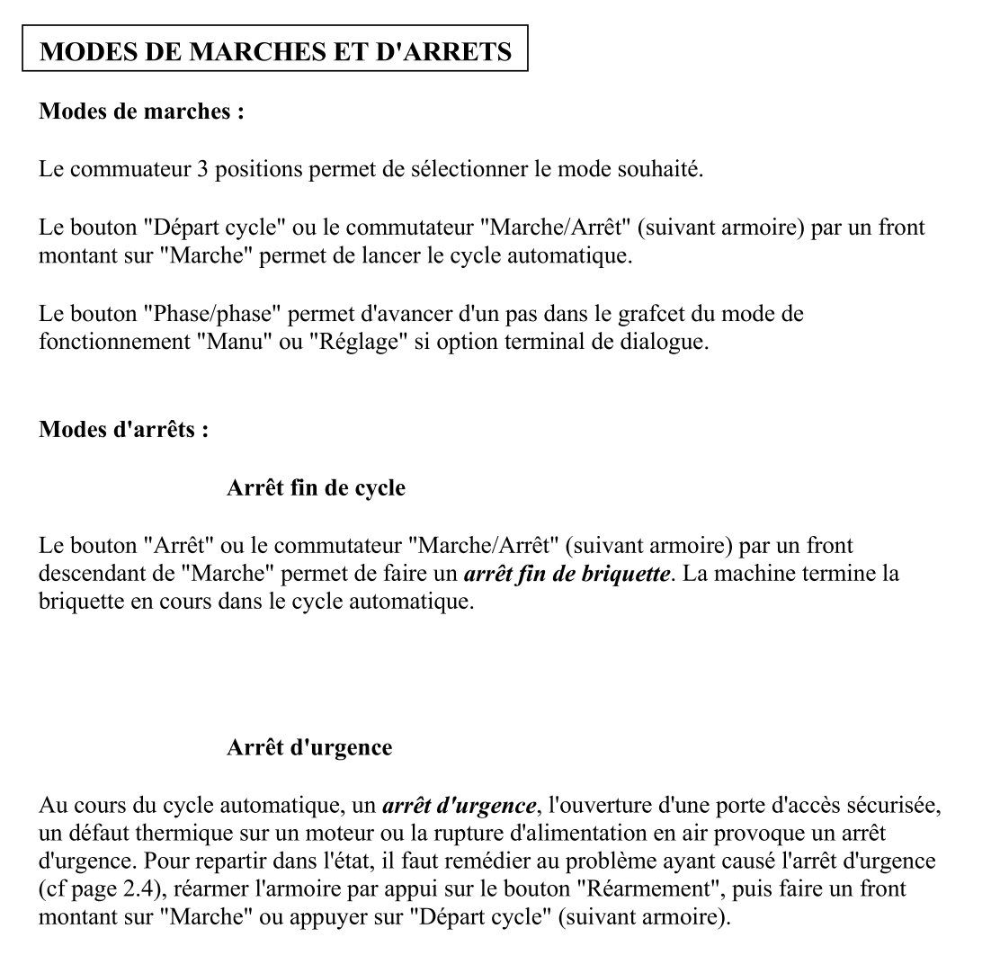 MODES DE MARCHES ET D'ARRETS
Modes de marches :
Le commuateur 3 positions permet de sélectionner le mode souhaité.
Le bouton "Départ cycle" ou le commutateur "Marche/Arrêt" (suivant armoire) par un front
montant sur "Marche" permet de lancer le cycle automatique.
Le bouton "Phase/phase" permet d'avancer d'un pas dans le grafcet du mode de
fonctionnement "Manu" ou "Réglage" si option terminal de dialogue.
Modes d'arrêts :
Arrêt fin de cycle
Le bouton "Arrêt" ou le commutateur "Marche/Arrêt" (suivant armoire) par un front
descendant de "Marche" permet de faire un arrêt fin de briquette. La machine termine la
briquette en cours dans le cycle automatique.
Arrêt d'urgence
Au cours du cycle automatique, un arrêt d'urgence, l'ouverture d'une porte d'accès sécurisée,
un défaut thermique sur un moteur ou la rupture d'alimentation en air provoque un arrêt
d'urgence. Pour repartir dans l'état, il faut remédier au problème ayant causé l'arrêt d'urgence
(cf page 2.4), réarmer l'armoire par appui sur le bouton "Réarmement", puis faire un front
montant sur "Marche" ou appuyer sur "Départ cycle" (suivant armoire).